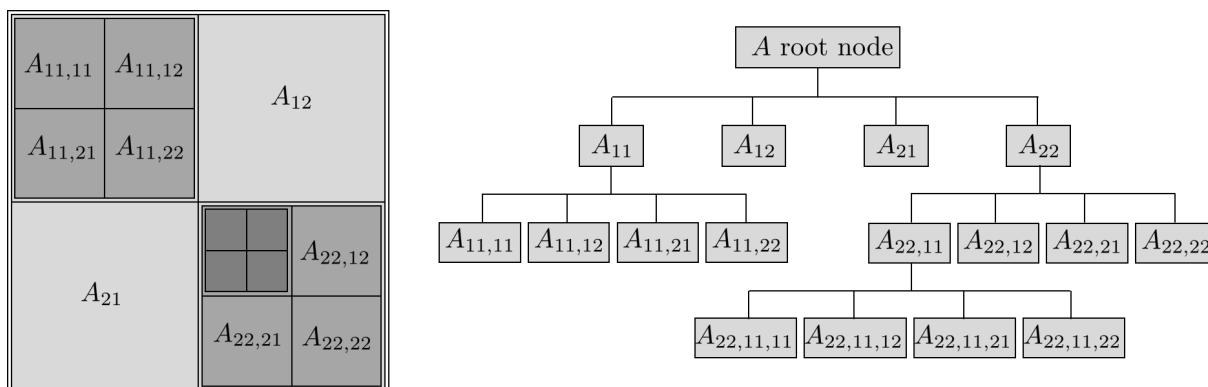 A₁₁,₁₁ A₁₁,₁₂
A₁₂
A₁₁,₂₁ A₁₁,₂₂
A₂₂,₁₂
A₂₁
A₂₂,₂₁ A₂₂,₂₂
A root node
A₁₁ A₁₂ A₂₁ A₂₂
A₁₁,₁₁ A₁₁,₁₂ A₁₁,₂₁ A₁₁,₂₂ A₂₂,₁₁ A₂₂,₁₂ A₂₂,₂₁ A₂₂,₂₂
A₂₂,₁₁,₁₁ A₂₂,₁₁,₁₂ A₂₂,₁₁,₂₁ A₂₂,₁₁,₂₂